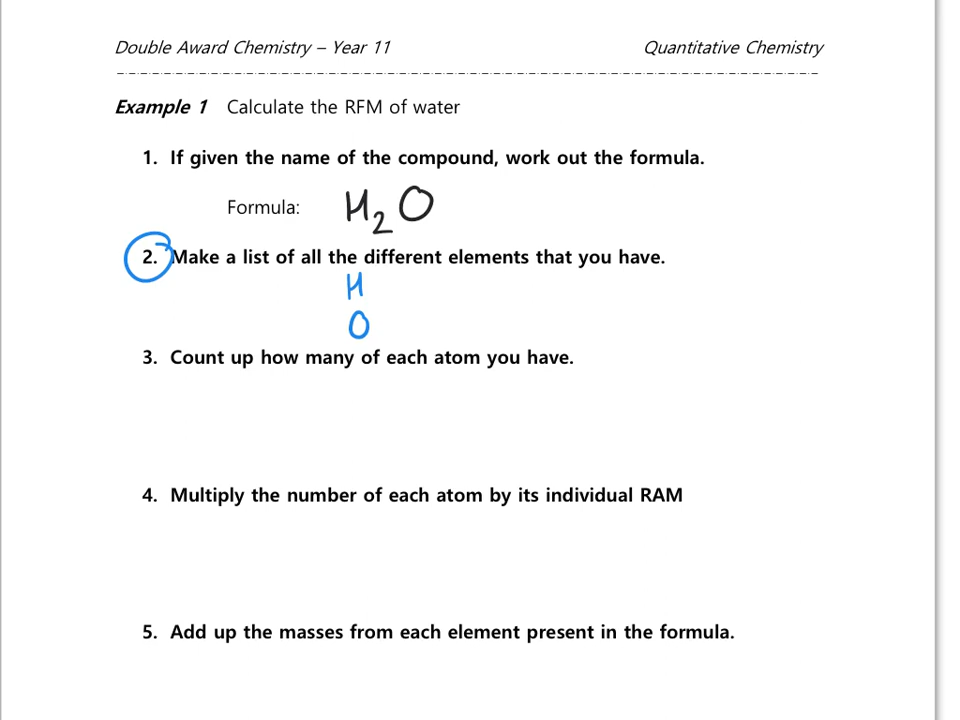 Double Award Chemistry – Year 11 Quantitative Chemistry
Example 1 Calculate the RFM of water
1. If given the name of the compound, work out the formula.
Formula: H₂O
2. Make a list of all the different elements that you have.
H
O
3. Count up how many of each atom you have.
4. Multiply the number of each atom by its individual RAM
5. Add up the masses from each element present in the formula.